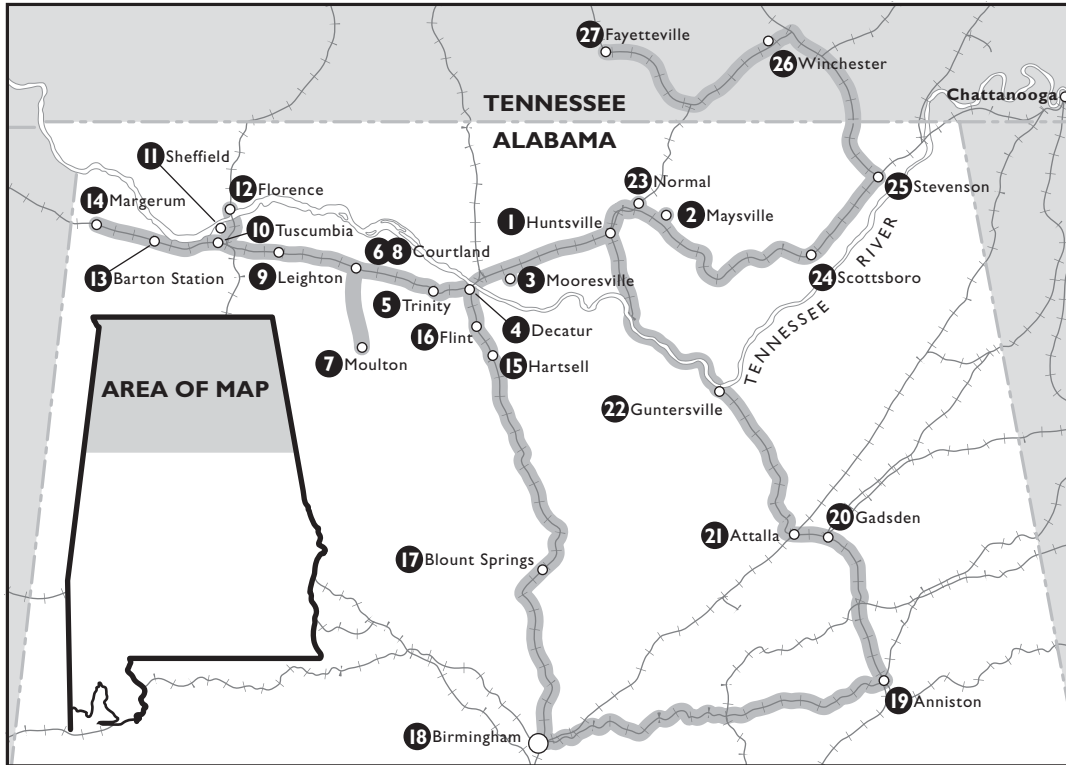 27 Fayetteville
26 Winchester
Chattanooga
TENNESSEE
ALABAMA
11 Sheffield
12 Florence
23 Normal
25 Stevenson
14 Margerum
1 Huntsville
2 Maysville
10 Tuscumbia
6 8 Courtland
13 Barton Station
9 Leighton
3 Mooresville
24 Scottsboro
TENNESSEE RIVER
5 Trinity
4 Decatur
16 Flint
7 Moulton
15 Hartsell
AREA OF MAP
22 Guntersville
20 Gadsden
21 Attalla
17 Blount Springs
19 Anniston
18 Birmingham